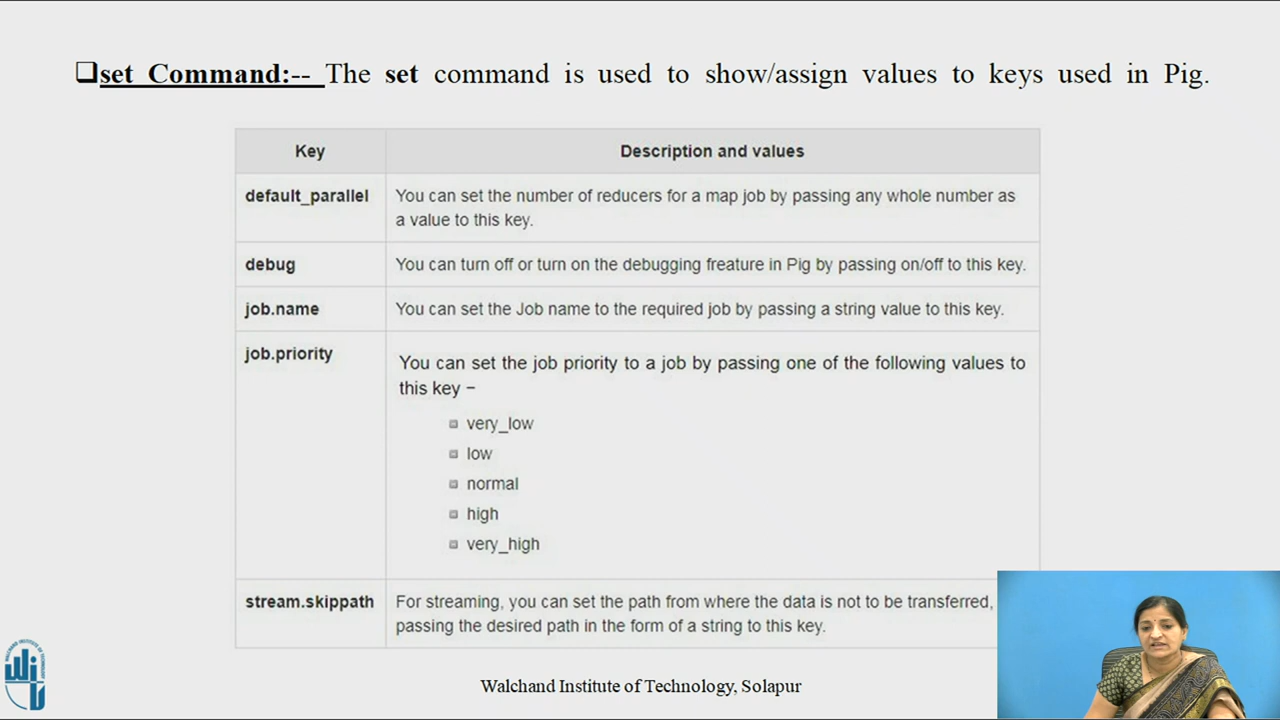 set Command:-- The set command is used to show/assign values to keys used in Pig.
Key Description and values
default_parallel You can set the number of reducers for a map job by passing any whole number as
a value to this key.
debug You can turn off or turn on the debugging freature in Pig by passing on/off to this key.
job.name You can set the Job name to the required job by passing a string value to this key.
job.priority You can set the job priority to a job by passing one of the following values to
this key −
very_low
low
normal
high
very_high
stream.skippath For streaming, you can set the path from where the data is not to be transferred,
passing the desired path in the form of a string to this key.
WALCHAND INSTITUTE OF TECHNOLOGY
WIT
Walchand Institute of Technology, Solapur